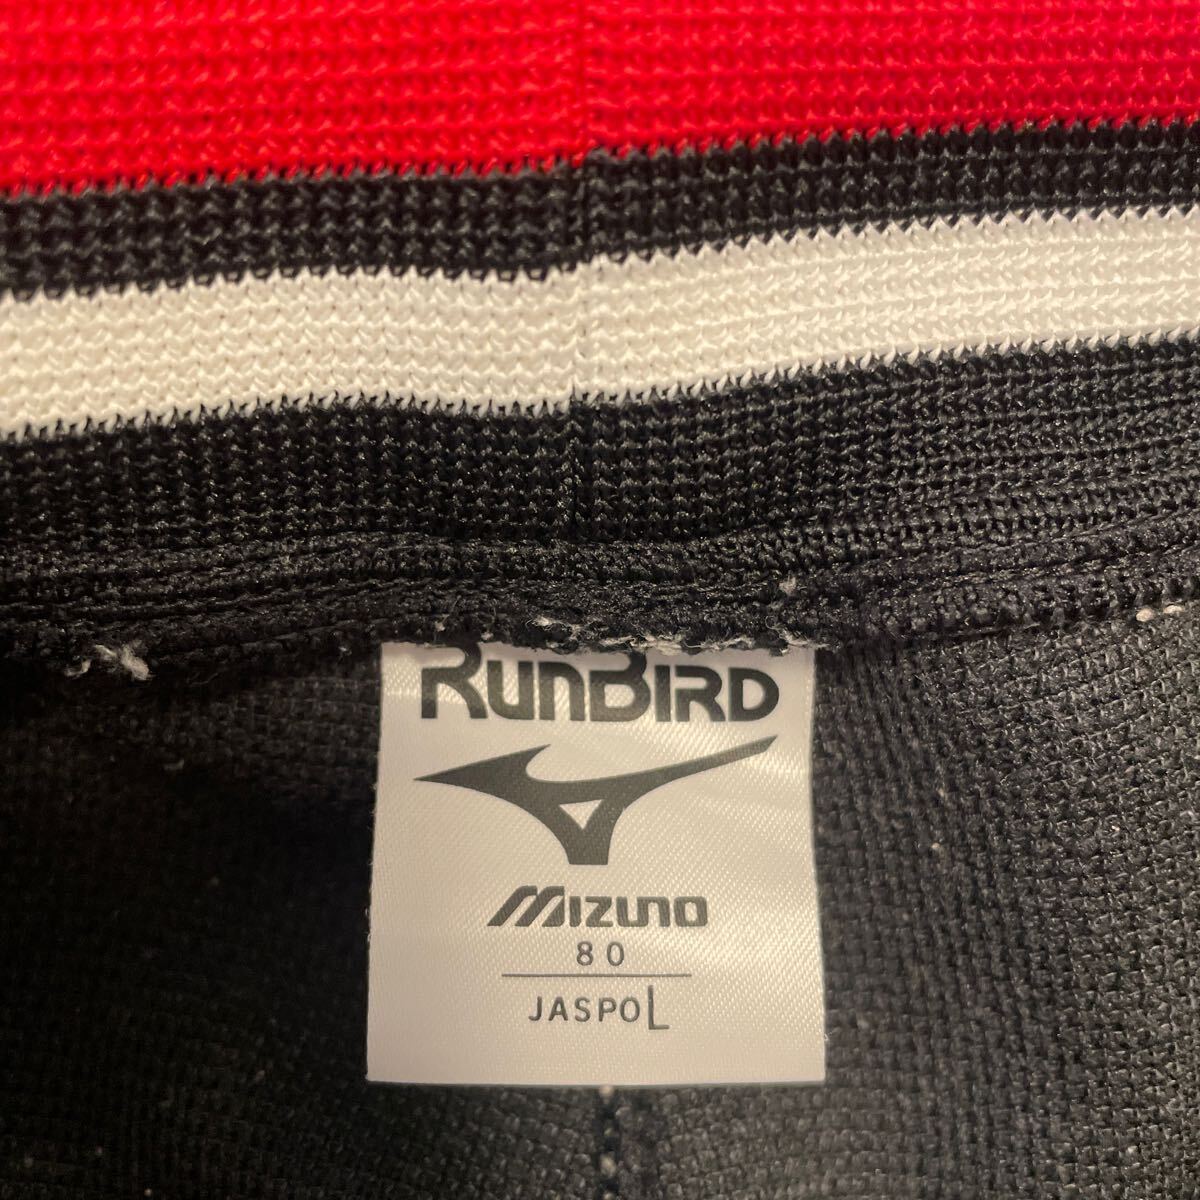 RUNBIRD
MIZUNO
80
JASPO L